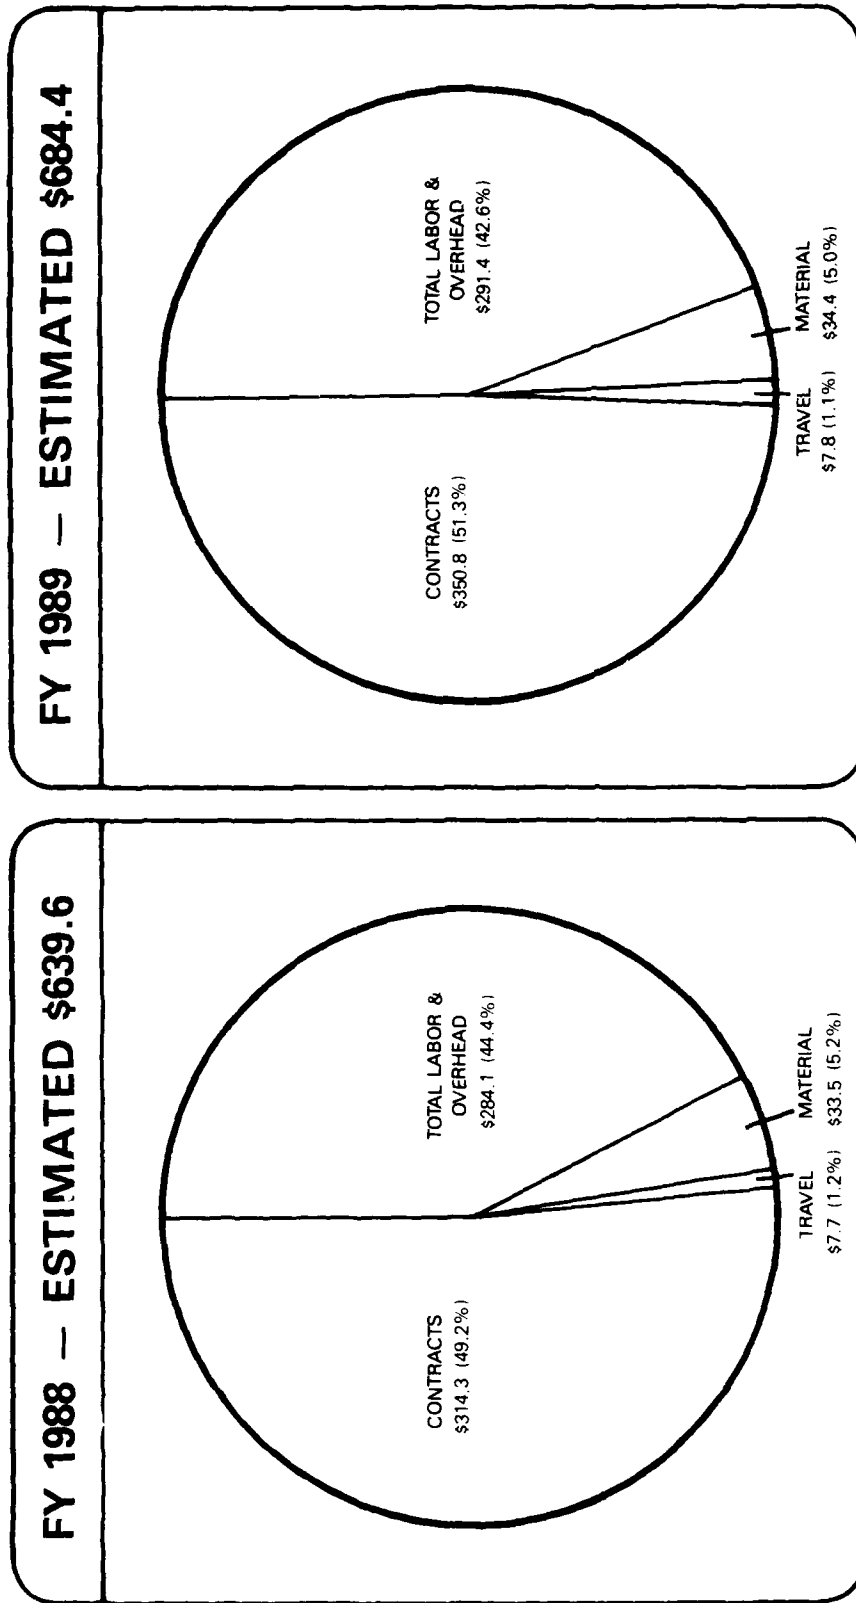 FY 1988 — ESTIMATED $639.6
CONTRACTS
$314.3 (49.2%)
TOTAL LABOR &
OVERHEAD
$284.1 (44.4%)
TRAVEL
$7.7 (1.2%)
MATERIAL
$33.5 (5.2%)
FY 1989 — ESTIMATED $684.4
CONTRACTS
$350.8 (51.3%)
TOTAL LABOR &
OVERHEAD
$291.4 (42.6%)
TRAVEL
$7.8 (1.1%)
MATERIAL
$34.4 (5.0%)